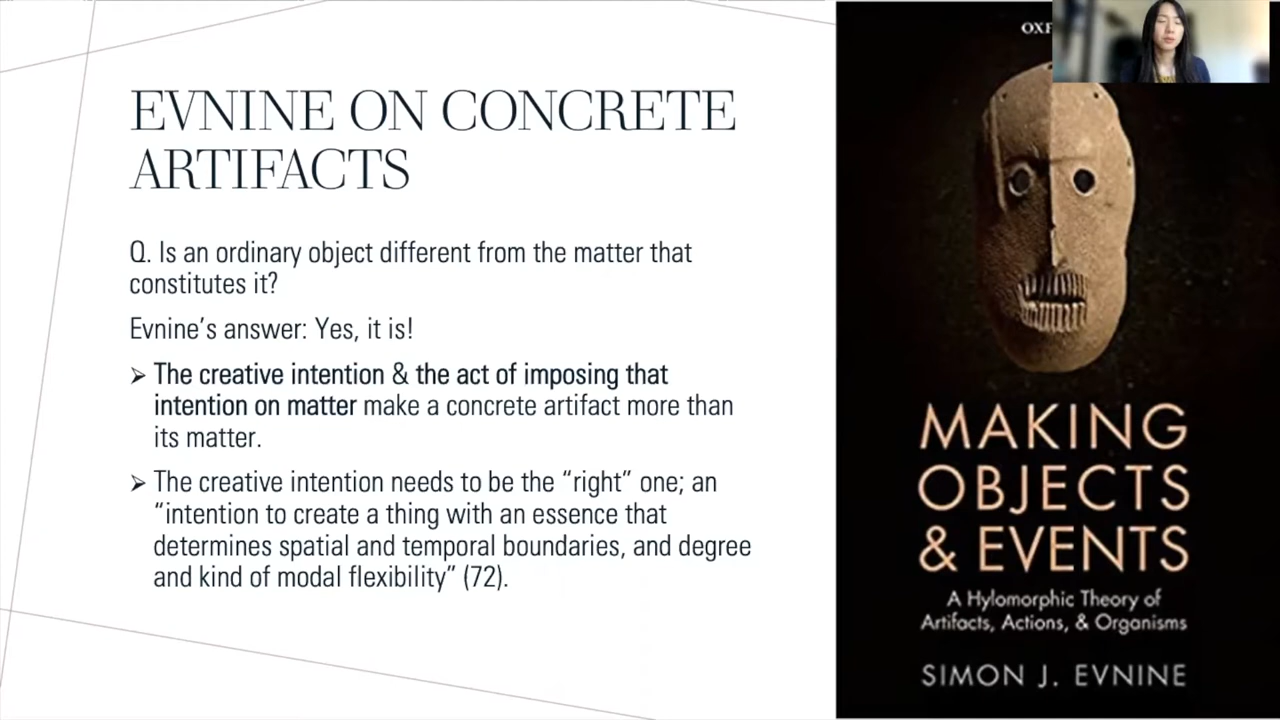 EVNINE ON CONCRETE
ARTIFACTS
Q. Is an ordinary object different from the matter that
constitutes it?
Evnine’s answer: Yes, it is!
➢ The creative intention & the act of imposing that
intention on matter make a concrete artifact more than
its matter.
➢ The creative intention needs to be the “right” one; an
“intention to create a thing with an essence that
determines spatial and temporal boundaries, and degree
and kind of modal flexibility” (72).
MAKING
OBJECTS
& EVENTS
A Hylomorphic Theory of
Artifacts, Actions, & Organisms
SIMON J. EVNINE